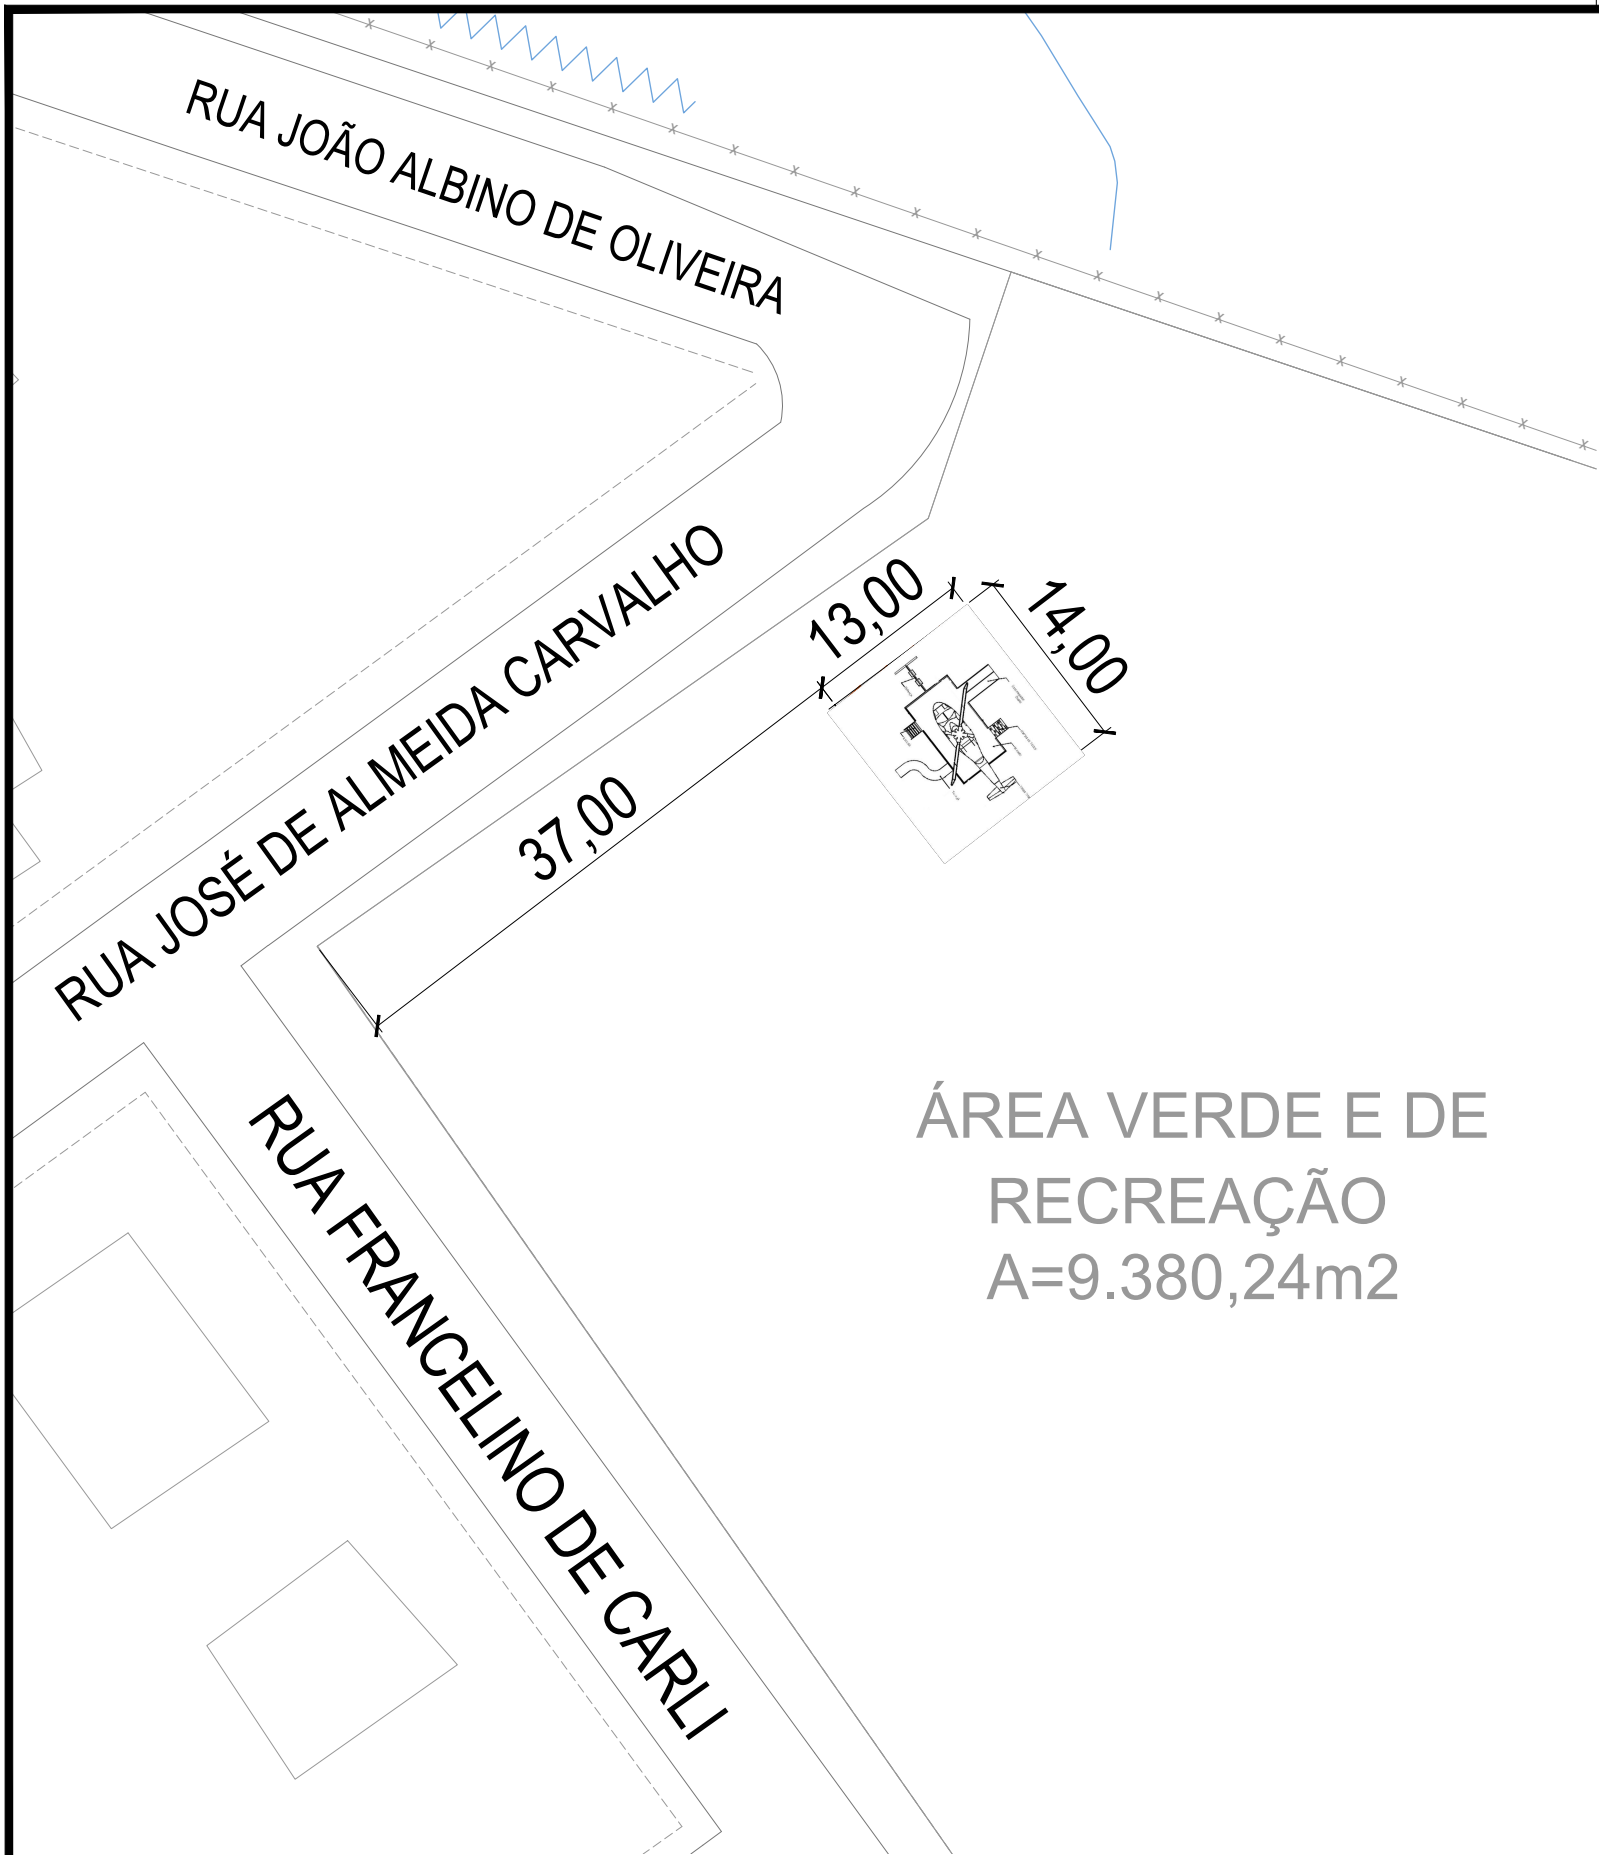 RUA JOÃO ALBINO DE OLIVEIRA
RUA JOSÉ DE ALMEIDA CARVALHO
13,00
14,00
37,00
RUA FRANCELINO DE CARLI
ÁREA VERDE E DE
RECREAÇÃO
A=9.380,24m2